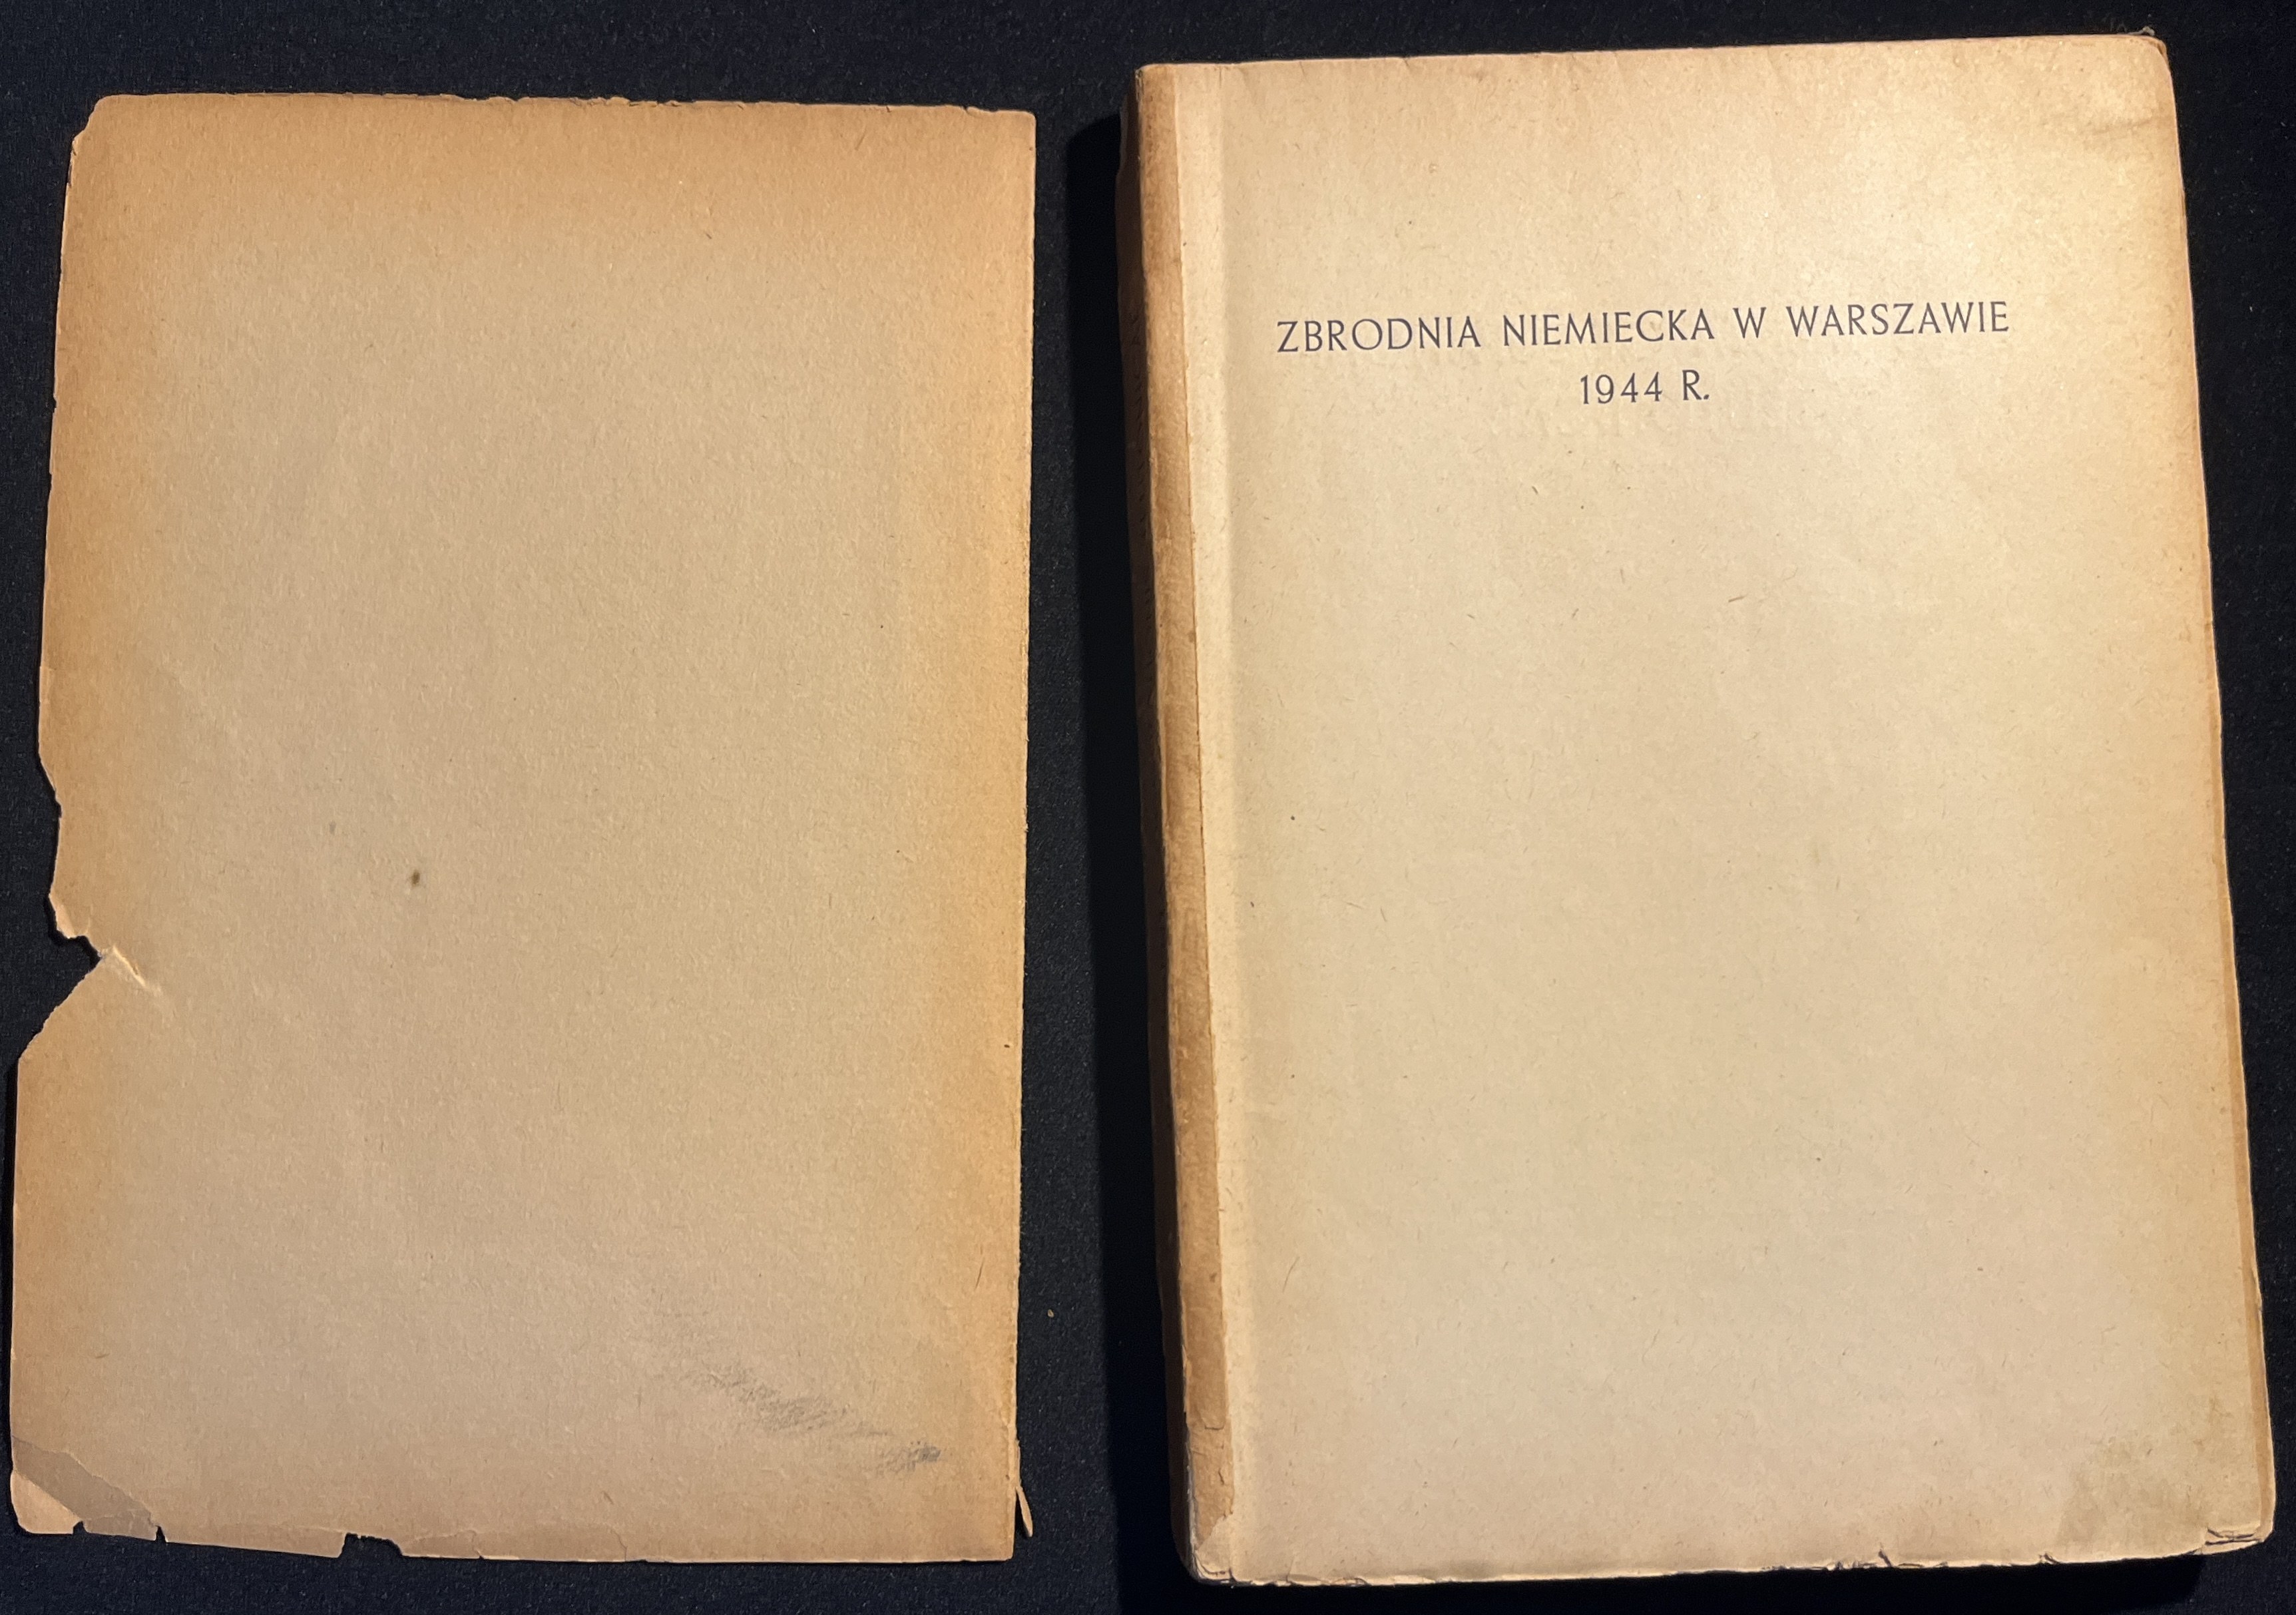 ZBRODNIA NIEMIECKA W WARSZAWIE
1944 R.